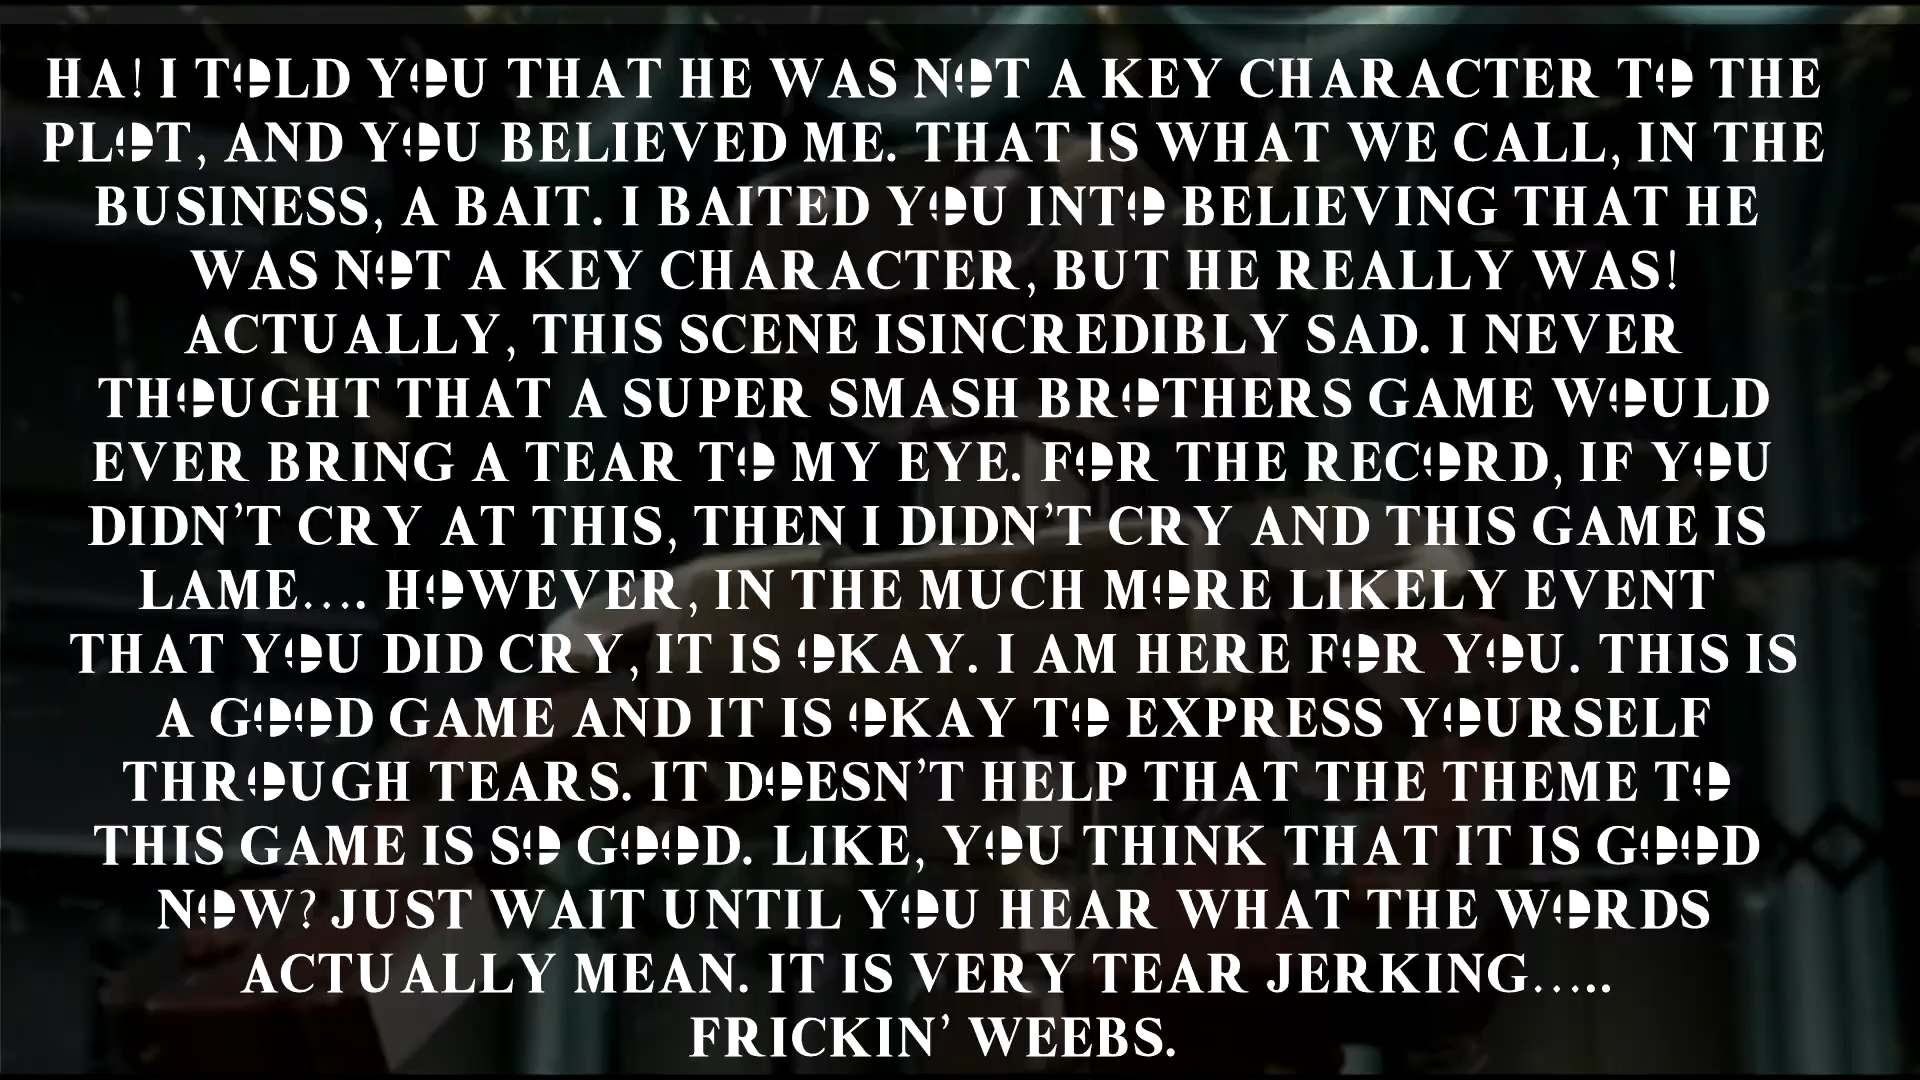 HA! I TOLD YOU THAT HE WAS NOT A KEY CHARACTER TO THE
PLOT, AND YOU BELIEVED ME. THAT IS WHAT WE CALL, IN THE
BUSINESS, A BAIT. I BAITED YOU INTO BELIEVING THAT HE
WAS NOT A KEY CHARACTER, BUT HE REALLY WAS!
ACTUALLY, THIS SCENE ISINCREDIBLY SAD. I NEVER
THOUGHT THAT A SUPER SMASH BROTHERS GAME WOULD
EVER BRING A TEAR TO MY EYE. FOR THE RECORD, IF YOU
DIDN’T CRY AT THIS, THEN I DIDN’T CRY AND THIS GAME IS
LAME.... HOWEVER, IN THE MUCH MORE LIKELY EVENT
THAT YOU DID CRY, IT IS OKAY. I AM HERE FOR YOU. THIS IS
A GOOD GAME AND IT IS OKAY TO EXPRESS YOURSELF
THROUGH TEARS. IT DOESN’T HELP THAT THE THEME TO
THIS GAME IS SO GOOD. LIKE, YOU THINK THAT IT IS GOOD
NOW? JUST WAIT UNTIL YOU HEAR WHAT THE WORDS
ACTUALLY MEAN. IT IS VERY TEAR JERKING.....
FRICKIN’ WEEBS.